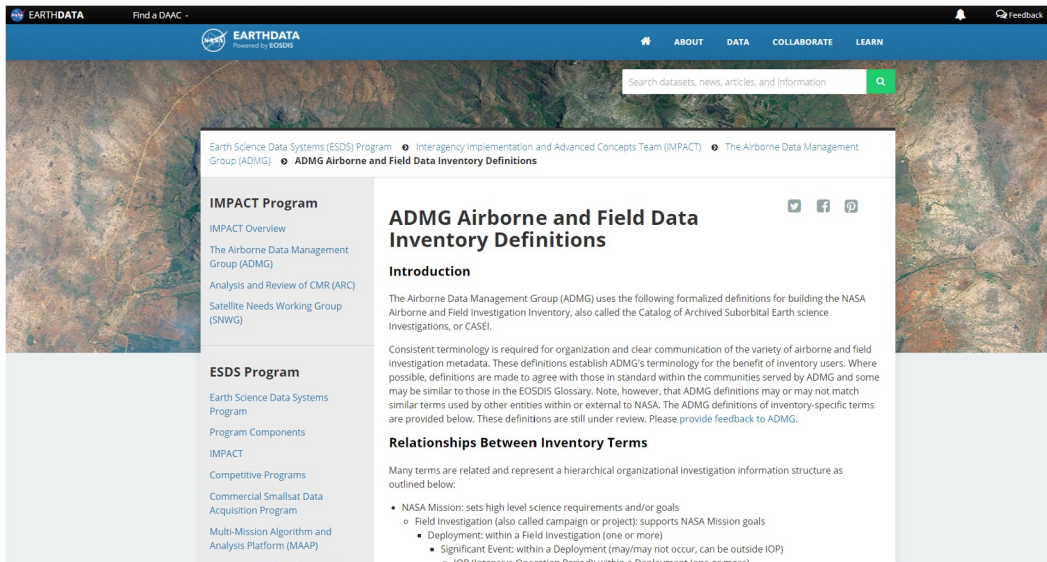 EARTHDATA
Find a DAAC
Feedback
EARTHDATA
Powered by EOSDIS
ABOUT
DATA
COLLABORATE
LEARN
Search datasets, news, articles, and information
Earth Science Data Systems (ESDS) Program
Interagency Implementation and Advanced Concepts Team (IMPACT)
The Airborne Data Management
Group (ADMG)
ADMG Airborne and Field Data Inventory Definitions
IMPACT Program
IMPACT Overview
The Airborne Data Management
Group (ADMG)
Analysis and Review of CMR (ARC)
Satellite Needs Working Group
(SNWG)
ESDS Program
Earth Science Data Systems
Program
Program Components
IMPACT
Competitive Programs
Commercial Smallsat Data
Acquisition Program
Multi-Mission Algorithm and
Analysis Platform (MAAP)
ADMG Airborne and Field Data
Inventory Definitions
Introduction
The Airborne Data Management Group (ADMG) uses the following formalized definitions for building the NASA
Airborne and Field Investigation Inventory, also called the Catalog of Archived Suborbital Earth science
Investigations, or CASEI.
Consistent terminology is required for organization and clear communication of the variety of airborne and field
investigation metadata. These definitions establish ADMG's terminology for the benefit of inventory users. Where
possible, definitions are made to agree with those in standard within the communities served by ADMG and some
may be similar to those in the EOSDIS Glossary. Note, however, that ADMG definitions may or may not match
similar terms used by other entities within or external to NASA. The ADMG definitions of inventory-specific terms
are provided below. These definitions are still under review. Please provide feedback to ADMG.
Relationships Between Inventory Terms
Many terms are related and represent a hierarchical organizational investigation information structure as
outlined below:
NASA Mission: sets high level science requirements and/or goals
Field Investigation (also called campaign or project): supports NASA Mission goals
Deployment: within a Field Investigation (one or more)
Significant Event: within a Deployment (may/may not occur, can be outside IOP)
IOP (Intensive Operation Period): within a Deployment (one or more)